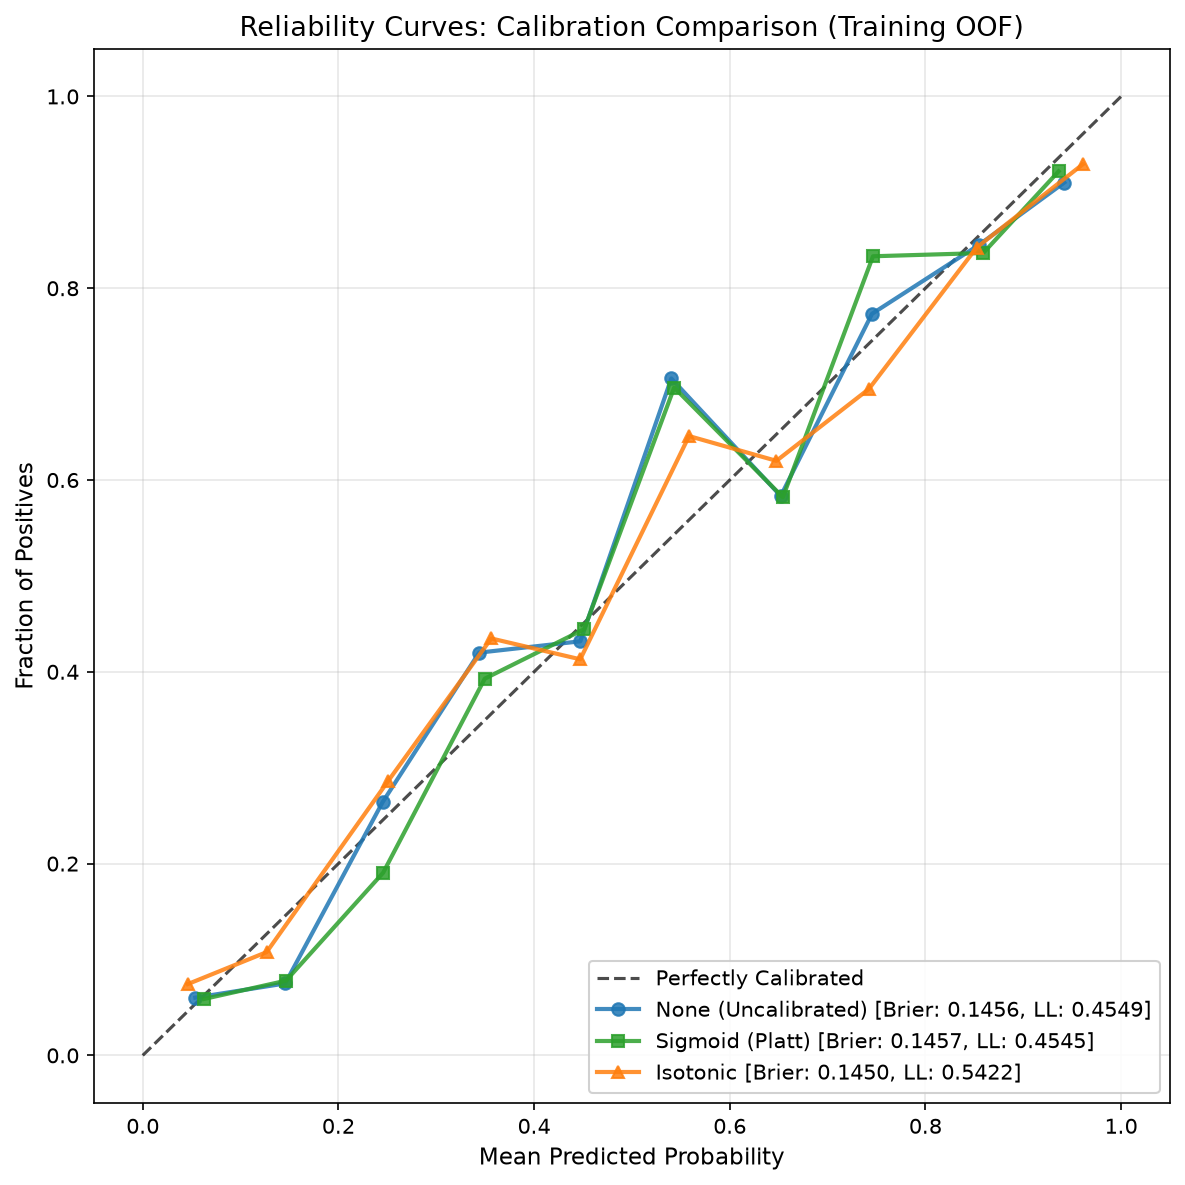 Reliability Curves: Calibration Comparison (Training OOF)
1.0
0.8
0.6
0.4
0.2
0.0
Fraction of Positives
Perfectly Calibrated
None (Uncalibrated) [Brier: 0.1456, LL: 0.4549]
Sigmoid (Platt) [Brier: 0.1457, LL: 0.4545]
Isotonic [Brier: 0.1450, LL: 0.5422]
0.0 0.2 0.4 0.6 0.8 1.0
Mean Predicted Probability